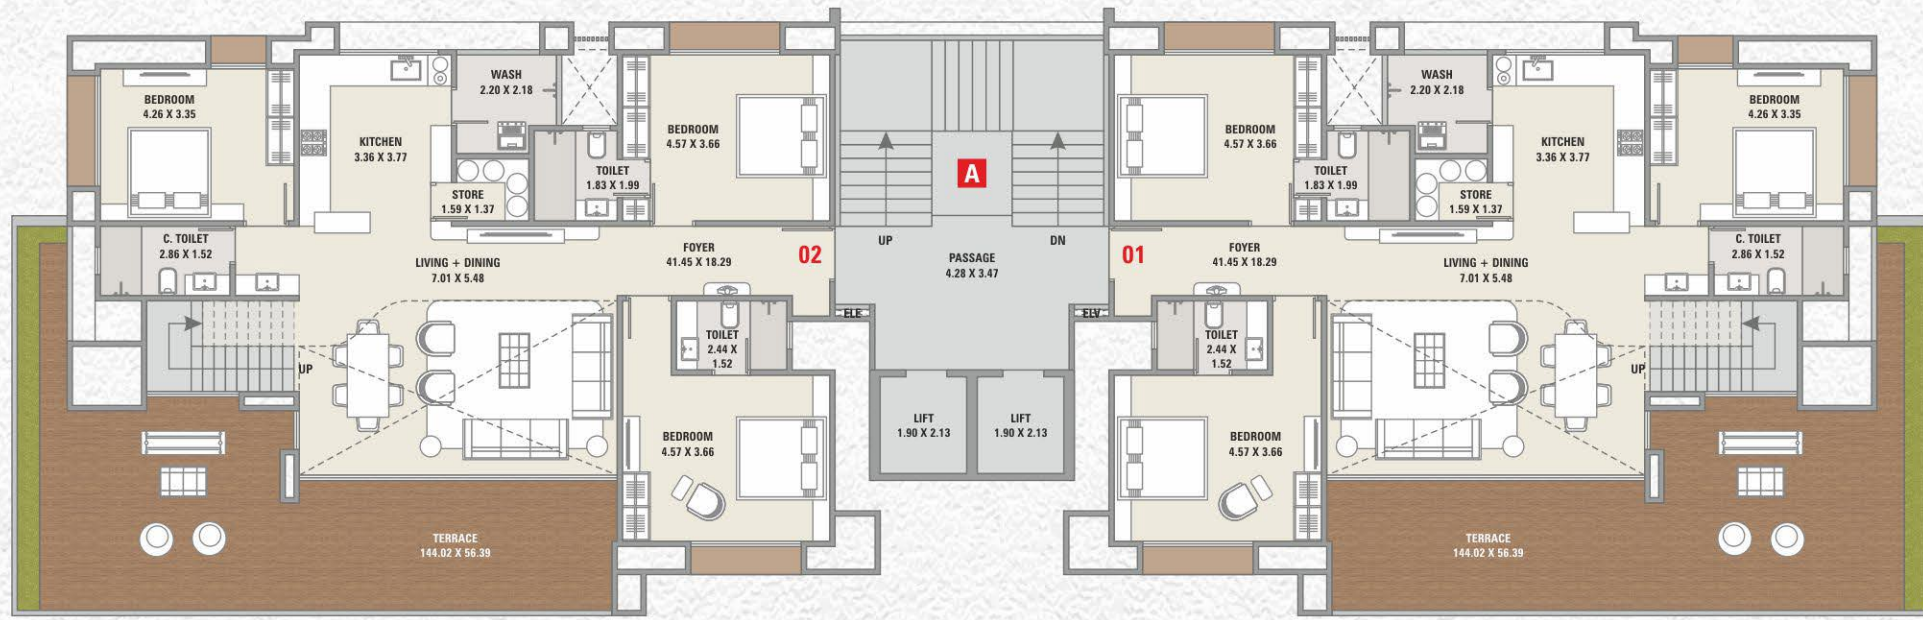 BEDROOM
4.26 X 3.35
KITCHEN
3.36 X 3.77
WASH
2.20 X 2.18
STORE
1.59 X 1.37
TOILET
1.83 X 1.99
BEDROOM
4.57 X 3.66
C. TOILET
2.86 X 1.52
LIVING + DINING
7.01 X 5.48
FOYER
41.45 X 18.29
02
UP
TOILET
2.44 X
1.52
BEDROOM
4.57 X 3.66
TERRACE
144.02 X 56.39
A
UP
DN
PASSAGE
4.28 X 3.47
ELE
ELV
LIFT
1.90 X 2.13
LIFT
1.90 X 2.13
BEDROOM
4.57 X 3.66
TOILET
1.83 X 1.99
WASH
2.20 X 2.18
STORE
1.59 X 1.37
KITCHEN
3.36 X 3.77
BEDROOM
4.26 X 3.35
01
FOYER
41.45 X 18.29
LIVING + DINING
7.01 X 5.48
C. TOILET
2.86 X 1.52
TOILET
2.44 X
1.52
UP
BEDROOM
4.57 X 3.66
TERRACE
144.02 X 56.39